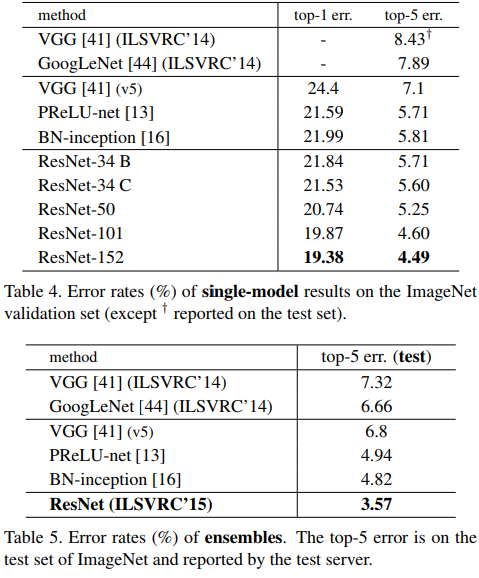 method top-1 err. top-5 err.
VGG [41] (ILSVRC'14) - 8.43†
GoogLeNet [44] (ILSVRC'14) - 7.89
VGG [41] (v5) 24.4 7.1
PReLU-net [13] 21.59 5.71
BN-inception [16] 21.99 5.81
ResNet-34 B 21.84 5.71
ResNet-34 C 21.53 5.60
ResNet-50 20.74 5.25
ResNet-101 19.87 4.60
ResNet-152 19.38 4.49
Table 4. Error rates (%) of single-model results on the ImageNet
validation set (except † reported on the test set).
method top-5 err. (test)
VGG [41] (ILSVRC'14) 7.32
GoogLeNet [44] (ILSVRC'14) 6.66
VGG [41] (v5) 6.8
PReLU-net [13] 4.94
BN-inception [16] 4.82
ResNet (ILSVRC'15) 3.57
Table 5. Error rates (%) of ensembles. The top-5 error is on the
test set of ImageNet and reported by the test server.